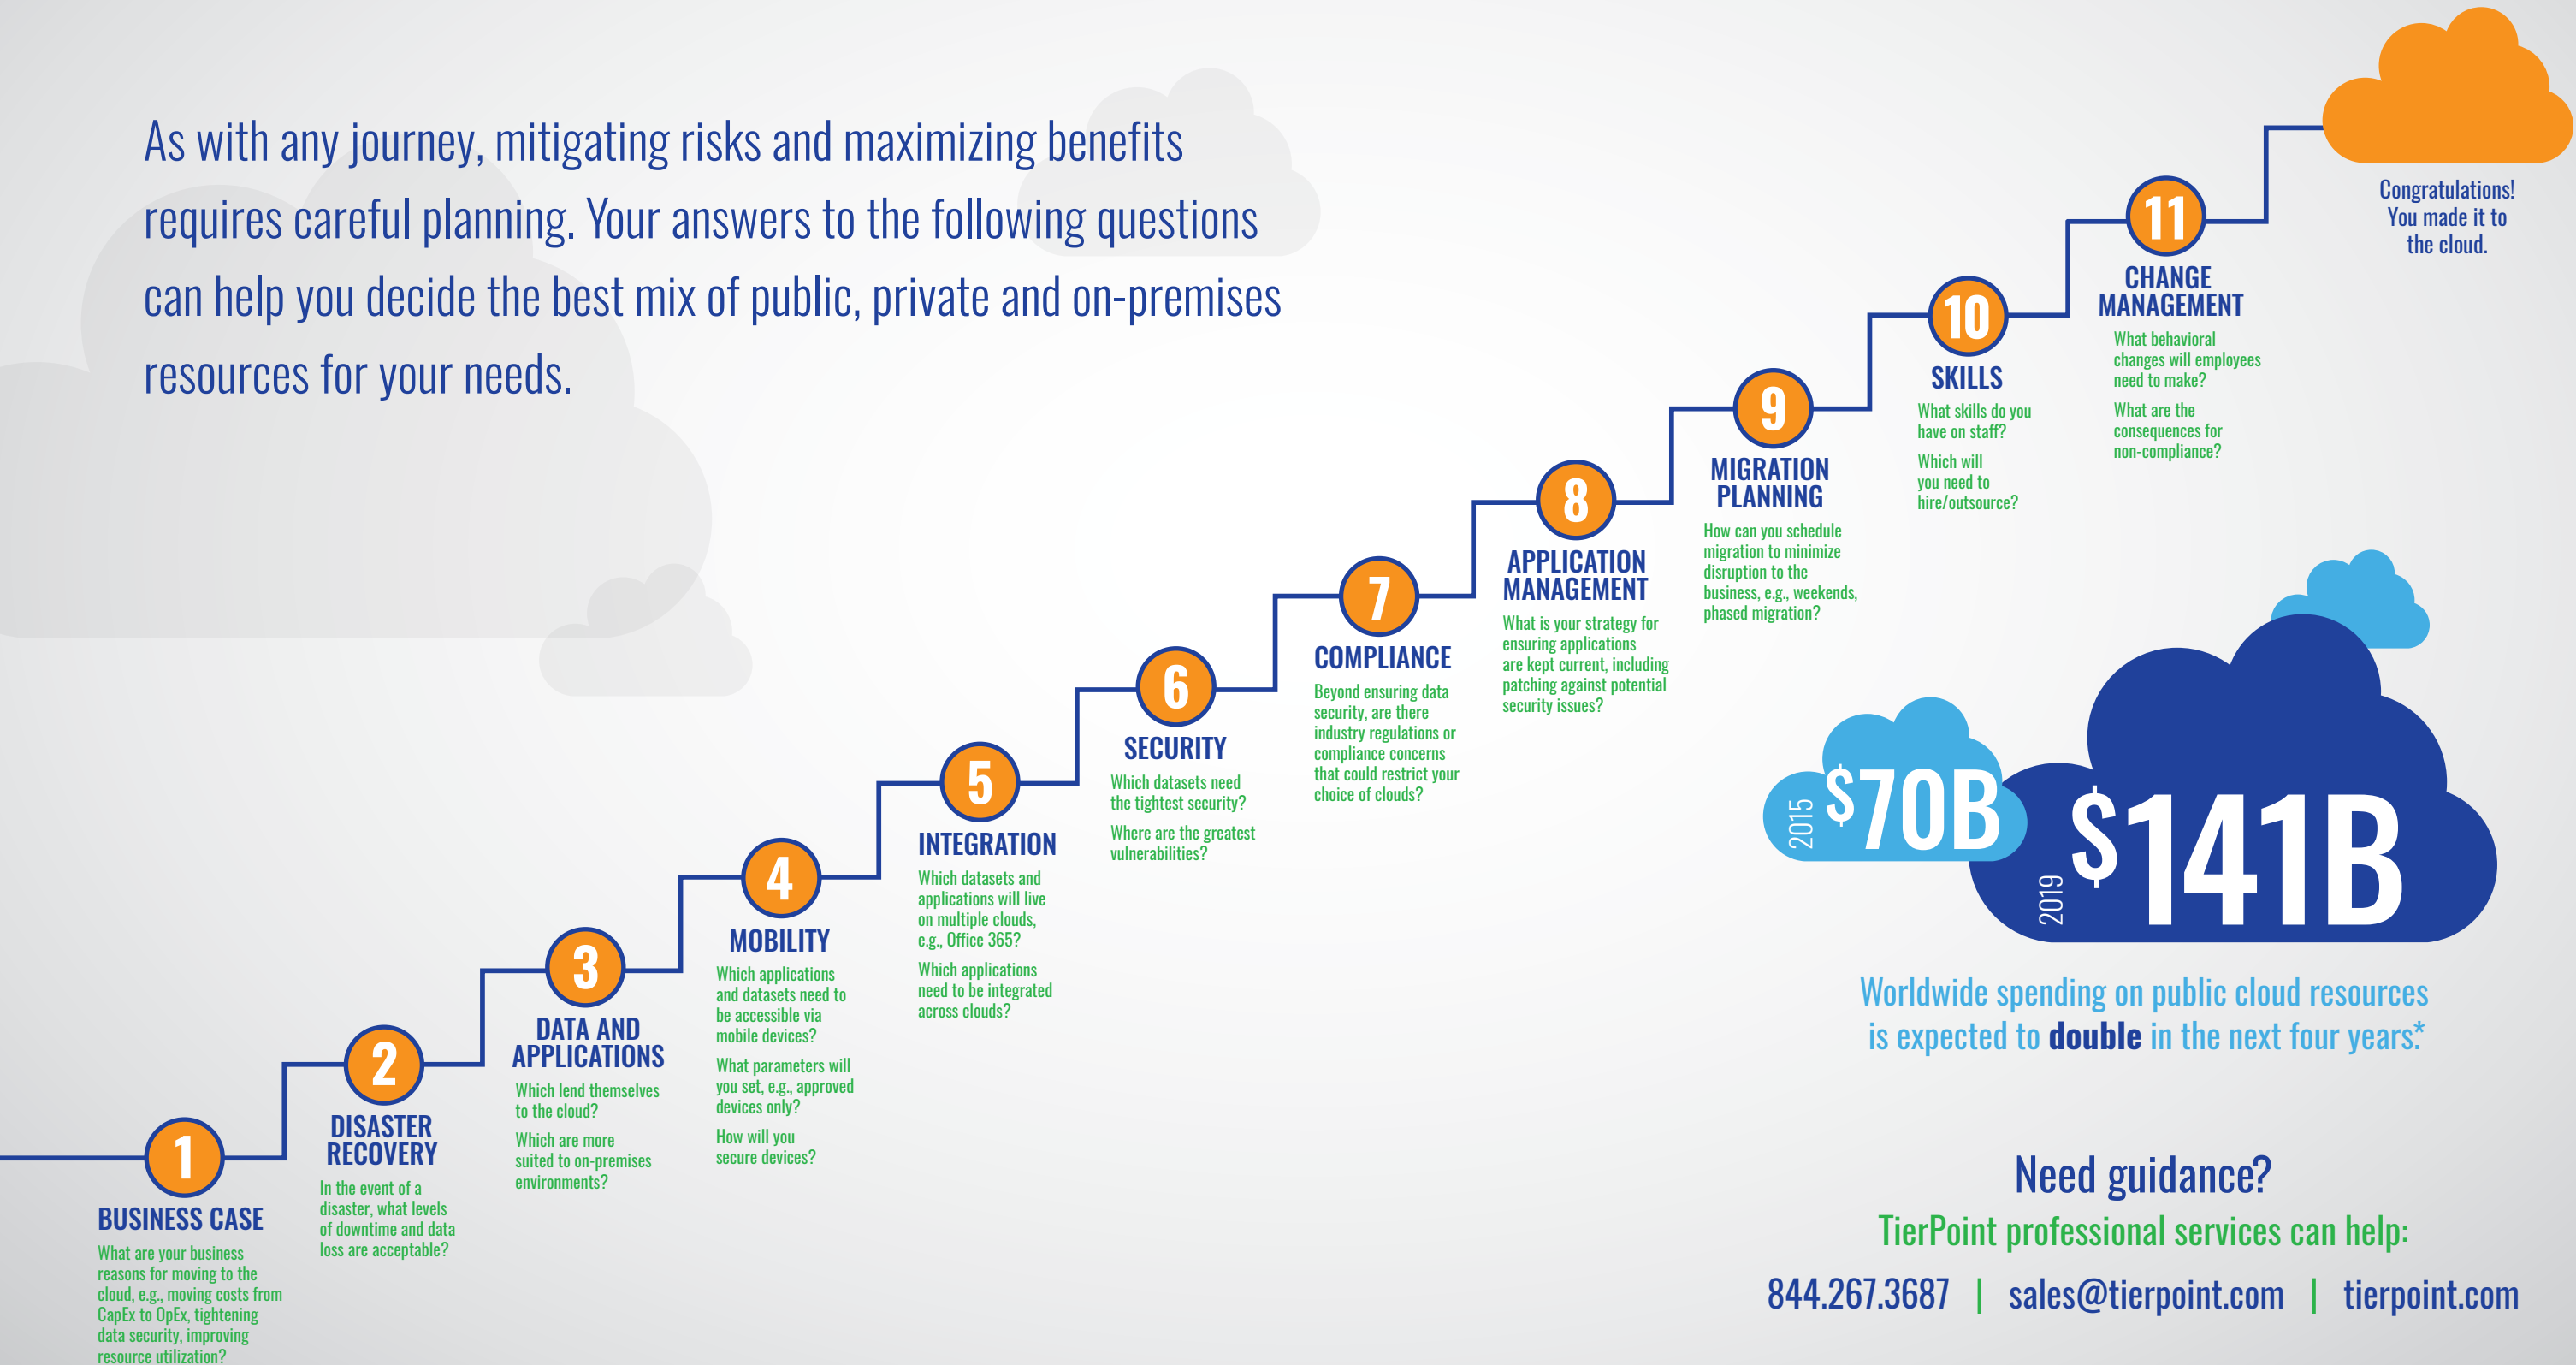 As with any journey, mitigating risks and maximizing benefits
requires careful planning. Your answers to the following questions
can help you decide the best mix of public, private and on-premises
resources for your needs.
1
BUSINESS CASE
What are your business
reasons for moving to the
cloud, e.g., moving costs from
CapEx to OpEx, tightening
data security, improving
resource utilization?
2
DISASTER
RECOVERY
In the event of a
disaster, what levels
of downtime and data
loss are acceptable?
3
DATA AND
APPLICATIONS
Which lend themselves
to the cloud?
Which are more
suited to on-premises
environments?
4
MOBILITY
Which applications
and datasets need to
be accessible via
mobile devices?
What parameters will
you set, e.g., approved
devices only?
How will you
secure devices?
5
INTEGRATION
Which datasets and
applications will live
on multiple clouds,
e.g., Office 365?
Which applications
need to be integrated
across clouds?
6
SECURITY
Which datasets need
the tightest security?
Where are the greatest
vulnerabilities?
7
COMPLIANCE
Beyond ensuring data
security, are there
industry regulations or
compliance concerns
that could restrict your
choice of clouds?
8
APPLICATION
MANAGEMENT
What is your strategy for
ensuring applications
are kept current, including
patching against potential
security issues?
9
MIGRATION
PLANNING
How can you schedule
migration to minimize
disruption to the
business, e.g., weekends,
phased migration?
10
SKILLS
What skills do you
have on staff?
Which will
you need to
hire/outsource?
11
CHANGE
MANAGEMENT
What behavioral
changes will employees
need to make?
What are the
consequences for
non-compliance?
Congratulations!
You made it to
the cloud.
2015
$70B
2019
$141B
Worldwide spending on public cloud resources
is expected to double in the next four years.*
Need guidance?
TierPoint professional services can help:
844.267.3687 | sales@tierpoint.com | tierpoint.com